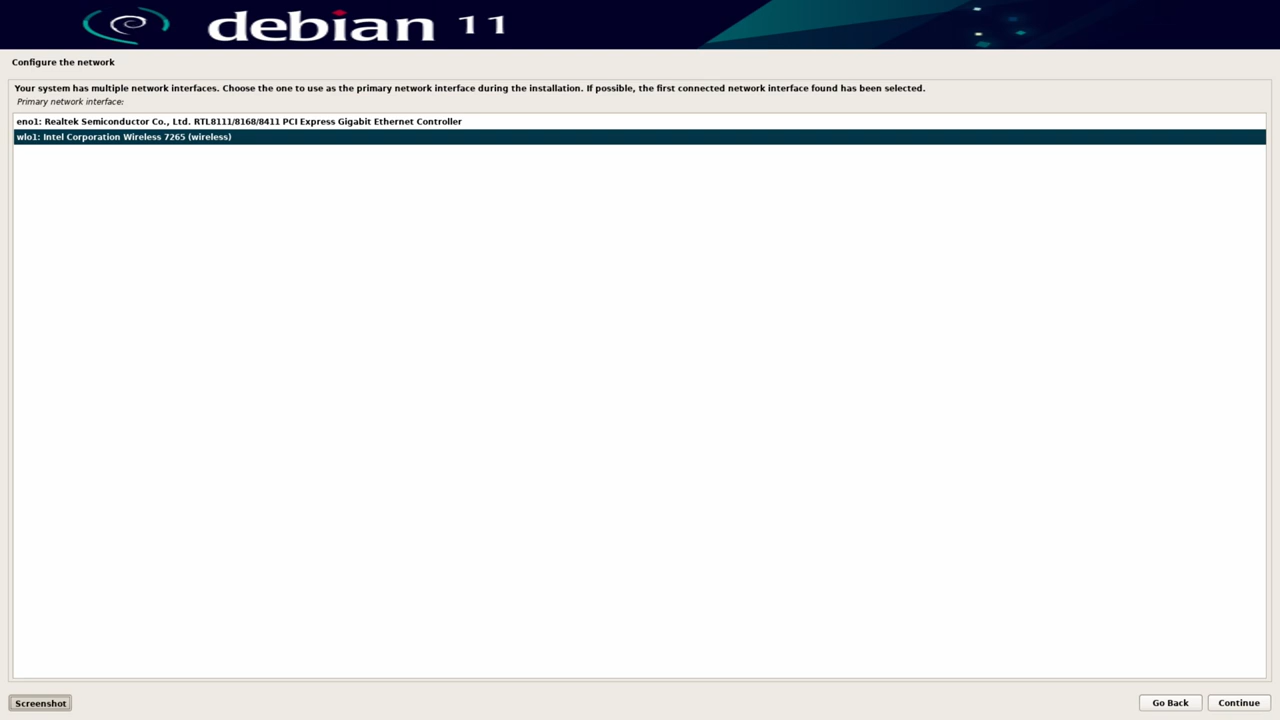 debian 11
Configure the network
Your system has multiple network interfaces. Choose the one to use as the primary network interface during the installation. If possible, the first connected network interface found has been selected.
Primary network interface:
eno1: Realtek Semiconductor Co., Ltd. RTL8111/8168/8411 PCI Express Gigabit Ethernet Controller
wlo1: Intel Corporation Wireless 7265 (wireless)
Screenshot
Go Back
Continue